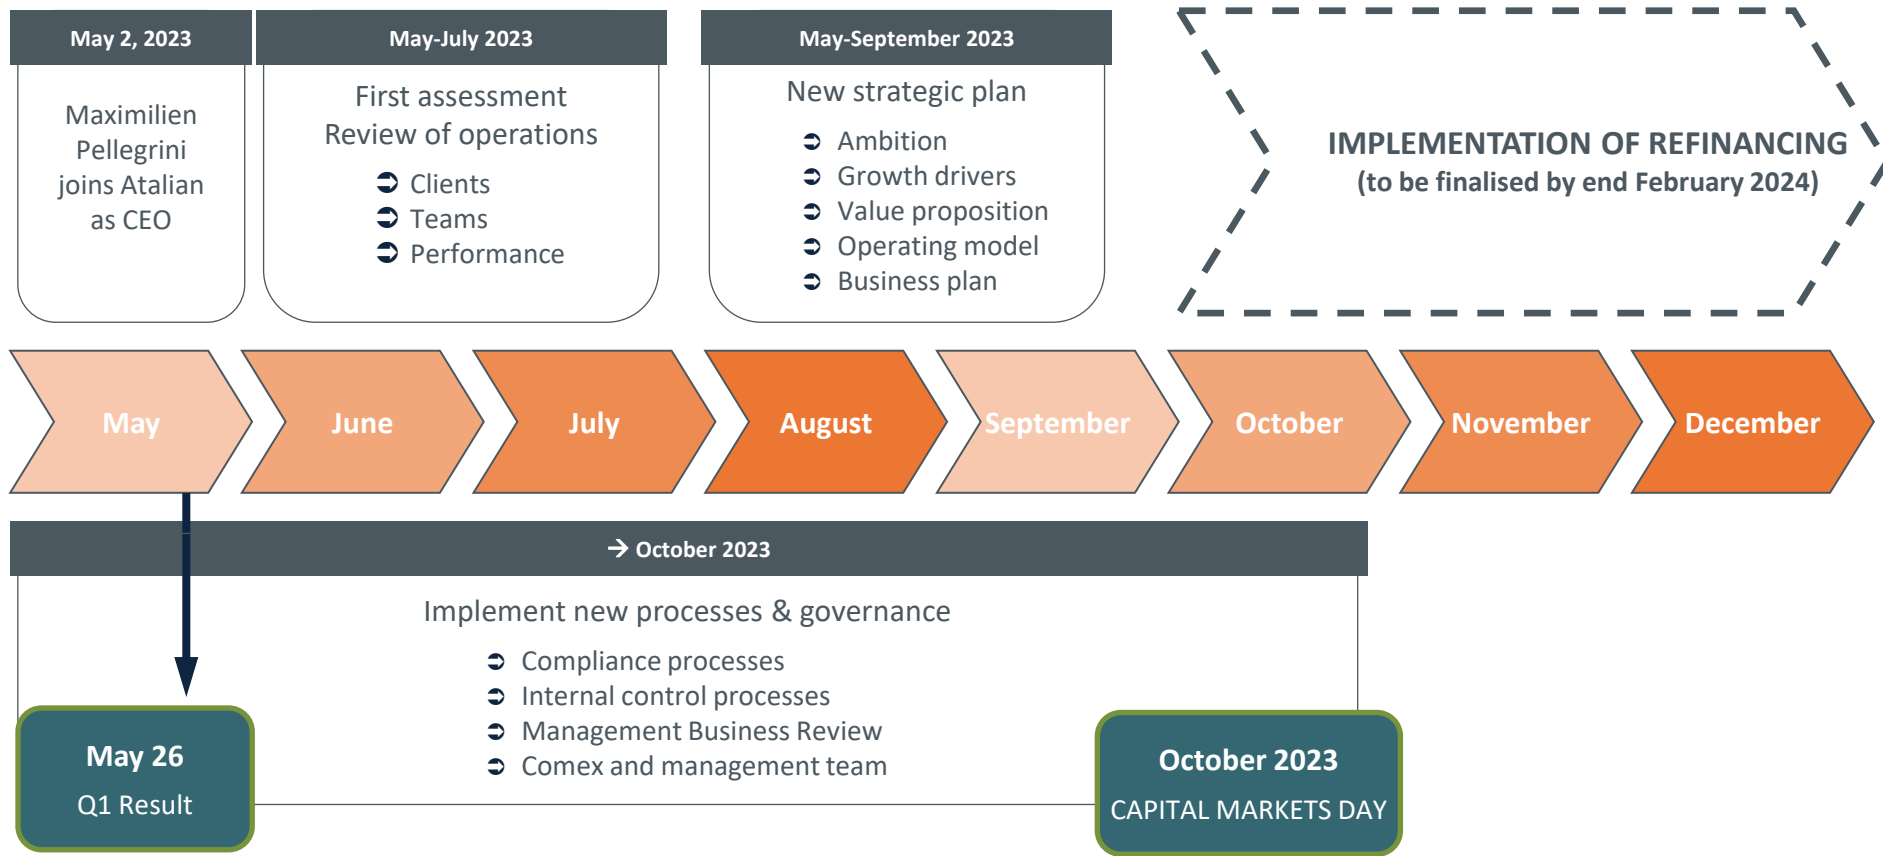 May 2, 2023
Maximilien
Pellegrini
joins Atalian
as CEO
May-July 2023
First assessment
Review of operations
➲ Clients
➲ Teams
➲ Performance
May-September 2023
New strategic plan
➲ Ambition
➲ Growth drivers
➲ Value proposition
➲ Operating model
➲ Business plan
IMPLEMENTATION OF REFINANCING
(to be finalised by end February 2024)
May
June
July
August
September
October
November
December
→ October 2023
Implement new processes & governance
➲ Compliance processes
➲ Internal control processes
➲ Management Business Review
➲ Comex and management team
May 26
Q1 Result
October 2023
CAPITAL MARKETS DAY